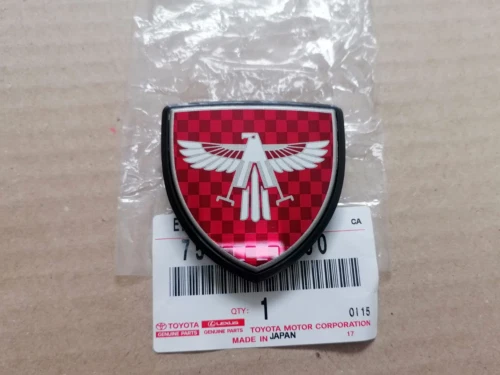 CA
QTY: 1 0115
TOYOTA LEXUS TOYOTA MOTOR CORPORATION
GENUINE PARTS GENUINE PARTS MADE IN JAPAN 17